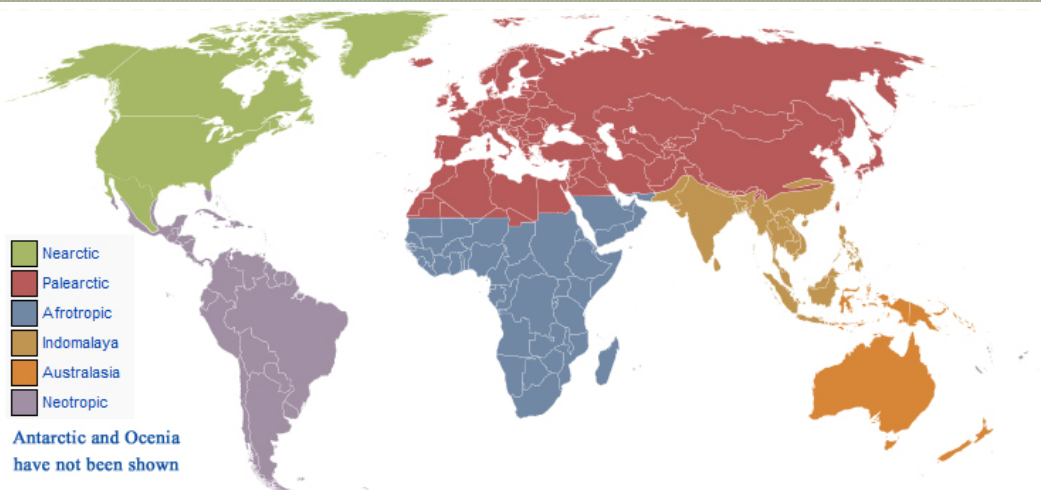 Nearctic
Palearctic
Afrotropic
Indomalaya
Australasia
Neotropic
Antarctic and Ocenia
have not been shown